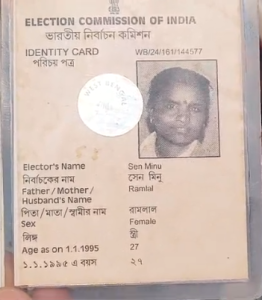 ELECTION COMMISSION OF INDIA
ভারতীয় নির্বাচন কমিশন
IDENTITY CARD WB/24/161/144577
পরিচয় পত্র
WEST BENGAL
Elector's Name Sen Minu
নির্বাচকের নাম সেন মিনু
Father / Mother / Ramlal
Husband's Name
পিতা / মাতা / স্বামীর নাম রামলাল
Sex Female
লিঙ্গ স্ত্রী
Age as on 1.1.1995 27
১.১.১৯৯৫ এ বয়স ২৭